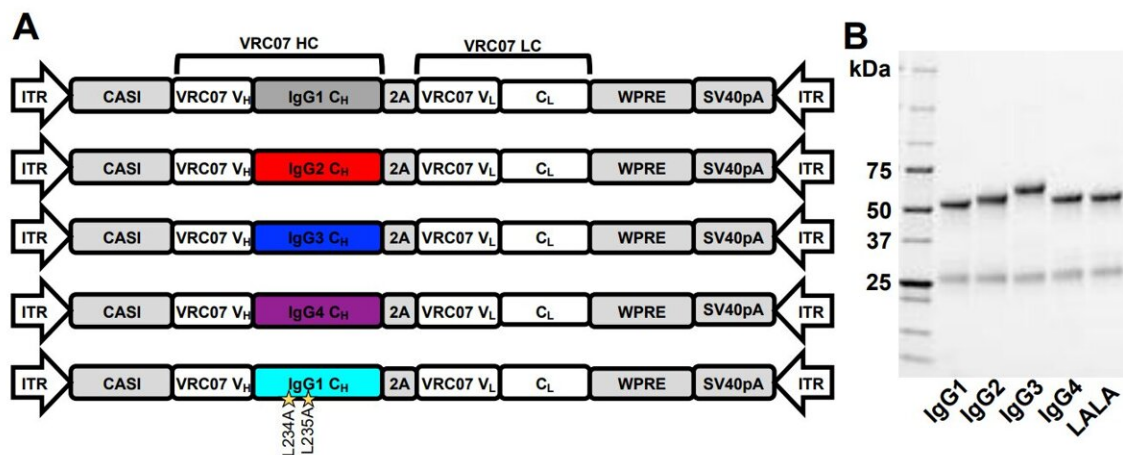 A
VRC07 HC
VRC07 LC
ITR CASI VRC07 VH IgG1 CH 2A VRC07 VL CL WPRE SV40pA ITR
ITR CASI VRC07 VH IgG2 CH 2A VRC07 VL CL WPRE SV40pA ITR
ITR CASI VRC07 VH IgG3 CH 2A VRC07 VL CL WPRE SV40pA ITR
ITR CASI VRC07 VH IgG4 CH 2A VRC07 VL CL WPRE SV40pA ITR
ITR CASI VRC07 VH IgG1 CH 2A VRC07 VL CL WPRE SV40pA ITR
L234A
L235A
B
kDa
75
50
37
25
IgG1
IgG2
IgG3
IgG4
LALA